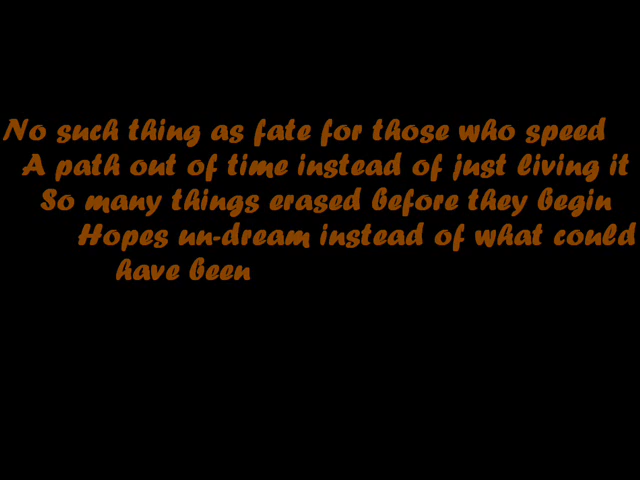 No such thing as fate for those who speed
A path out of time instead of just living it
So many things erased before they begin
Hopes un-dream instead of what could
have been